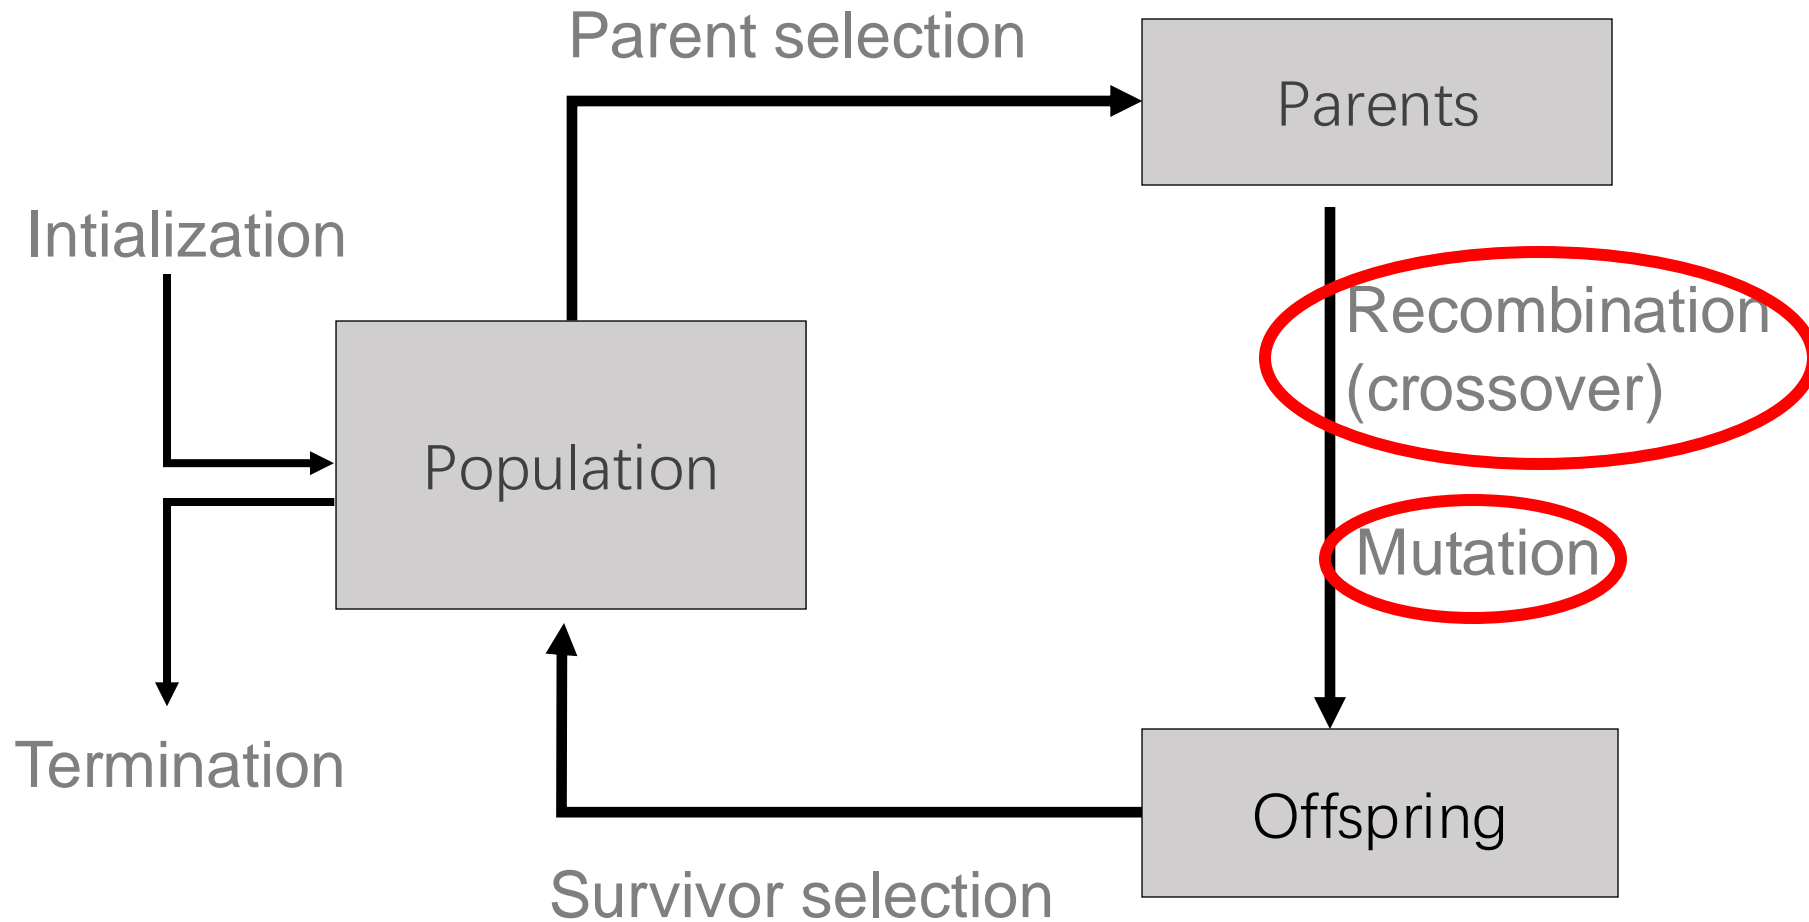 Parent selection
Parents
Intialization
Recombination
(crossover)
Population
Mutation
Termination
Offspring
Survivor selection